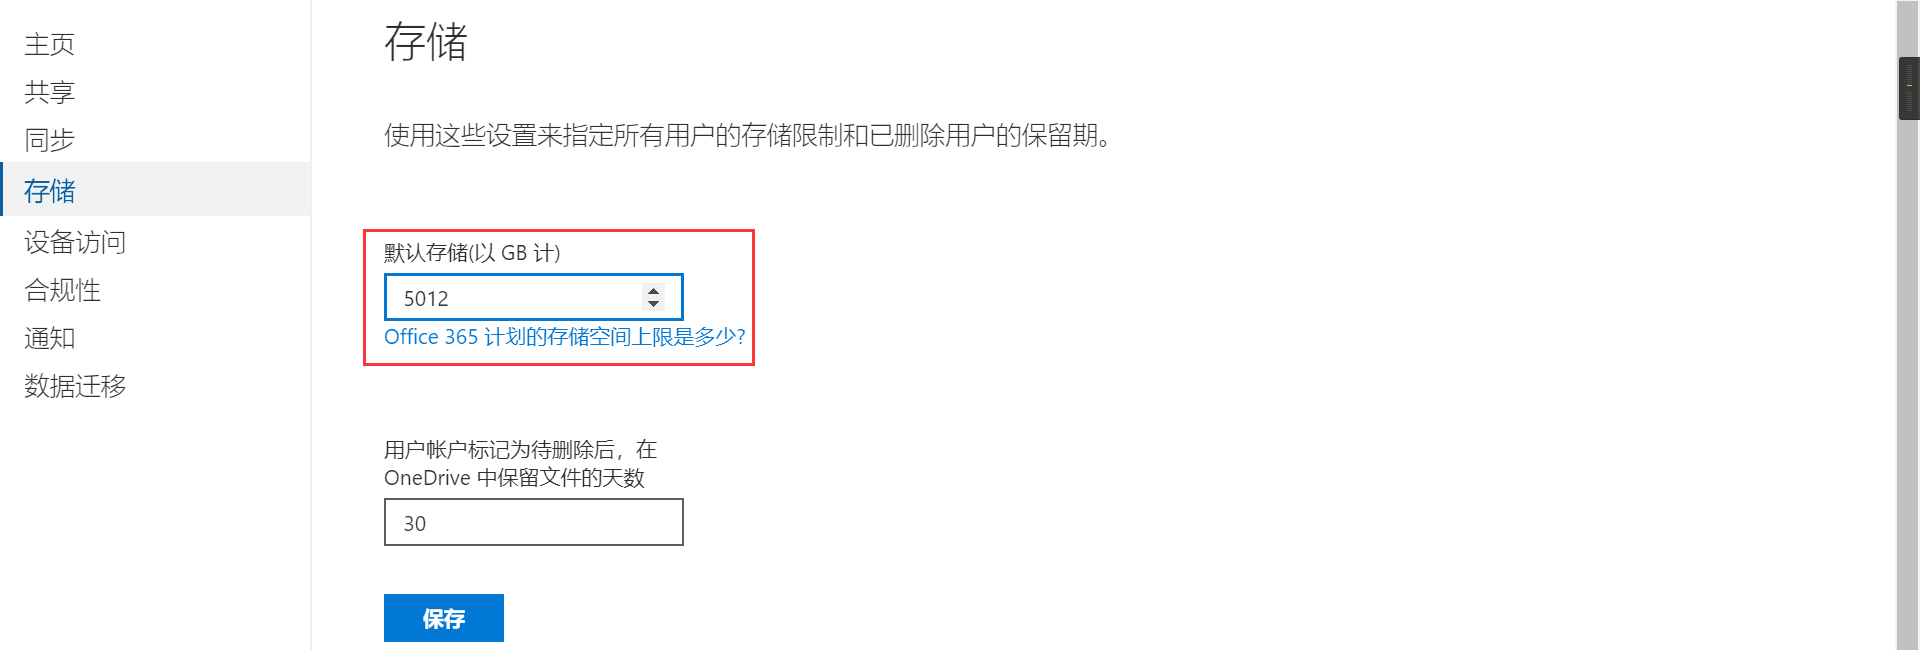 主页
共享
同步
存储
设备访问
合规性
通知
数据迁移
存储
使用这些设置来指定所有用户的存储限制和已删除用户的保留期。
默认存储(以 GB 计)
5012
Office 365 计划的存储空间上限是多少?
用户帐户标记为待删除后，在
OneDrive 中保留文件的天数
30
保存